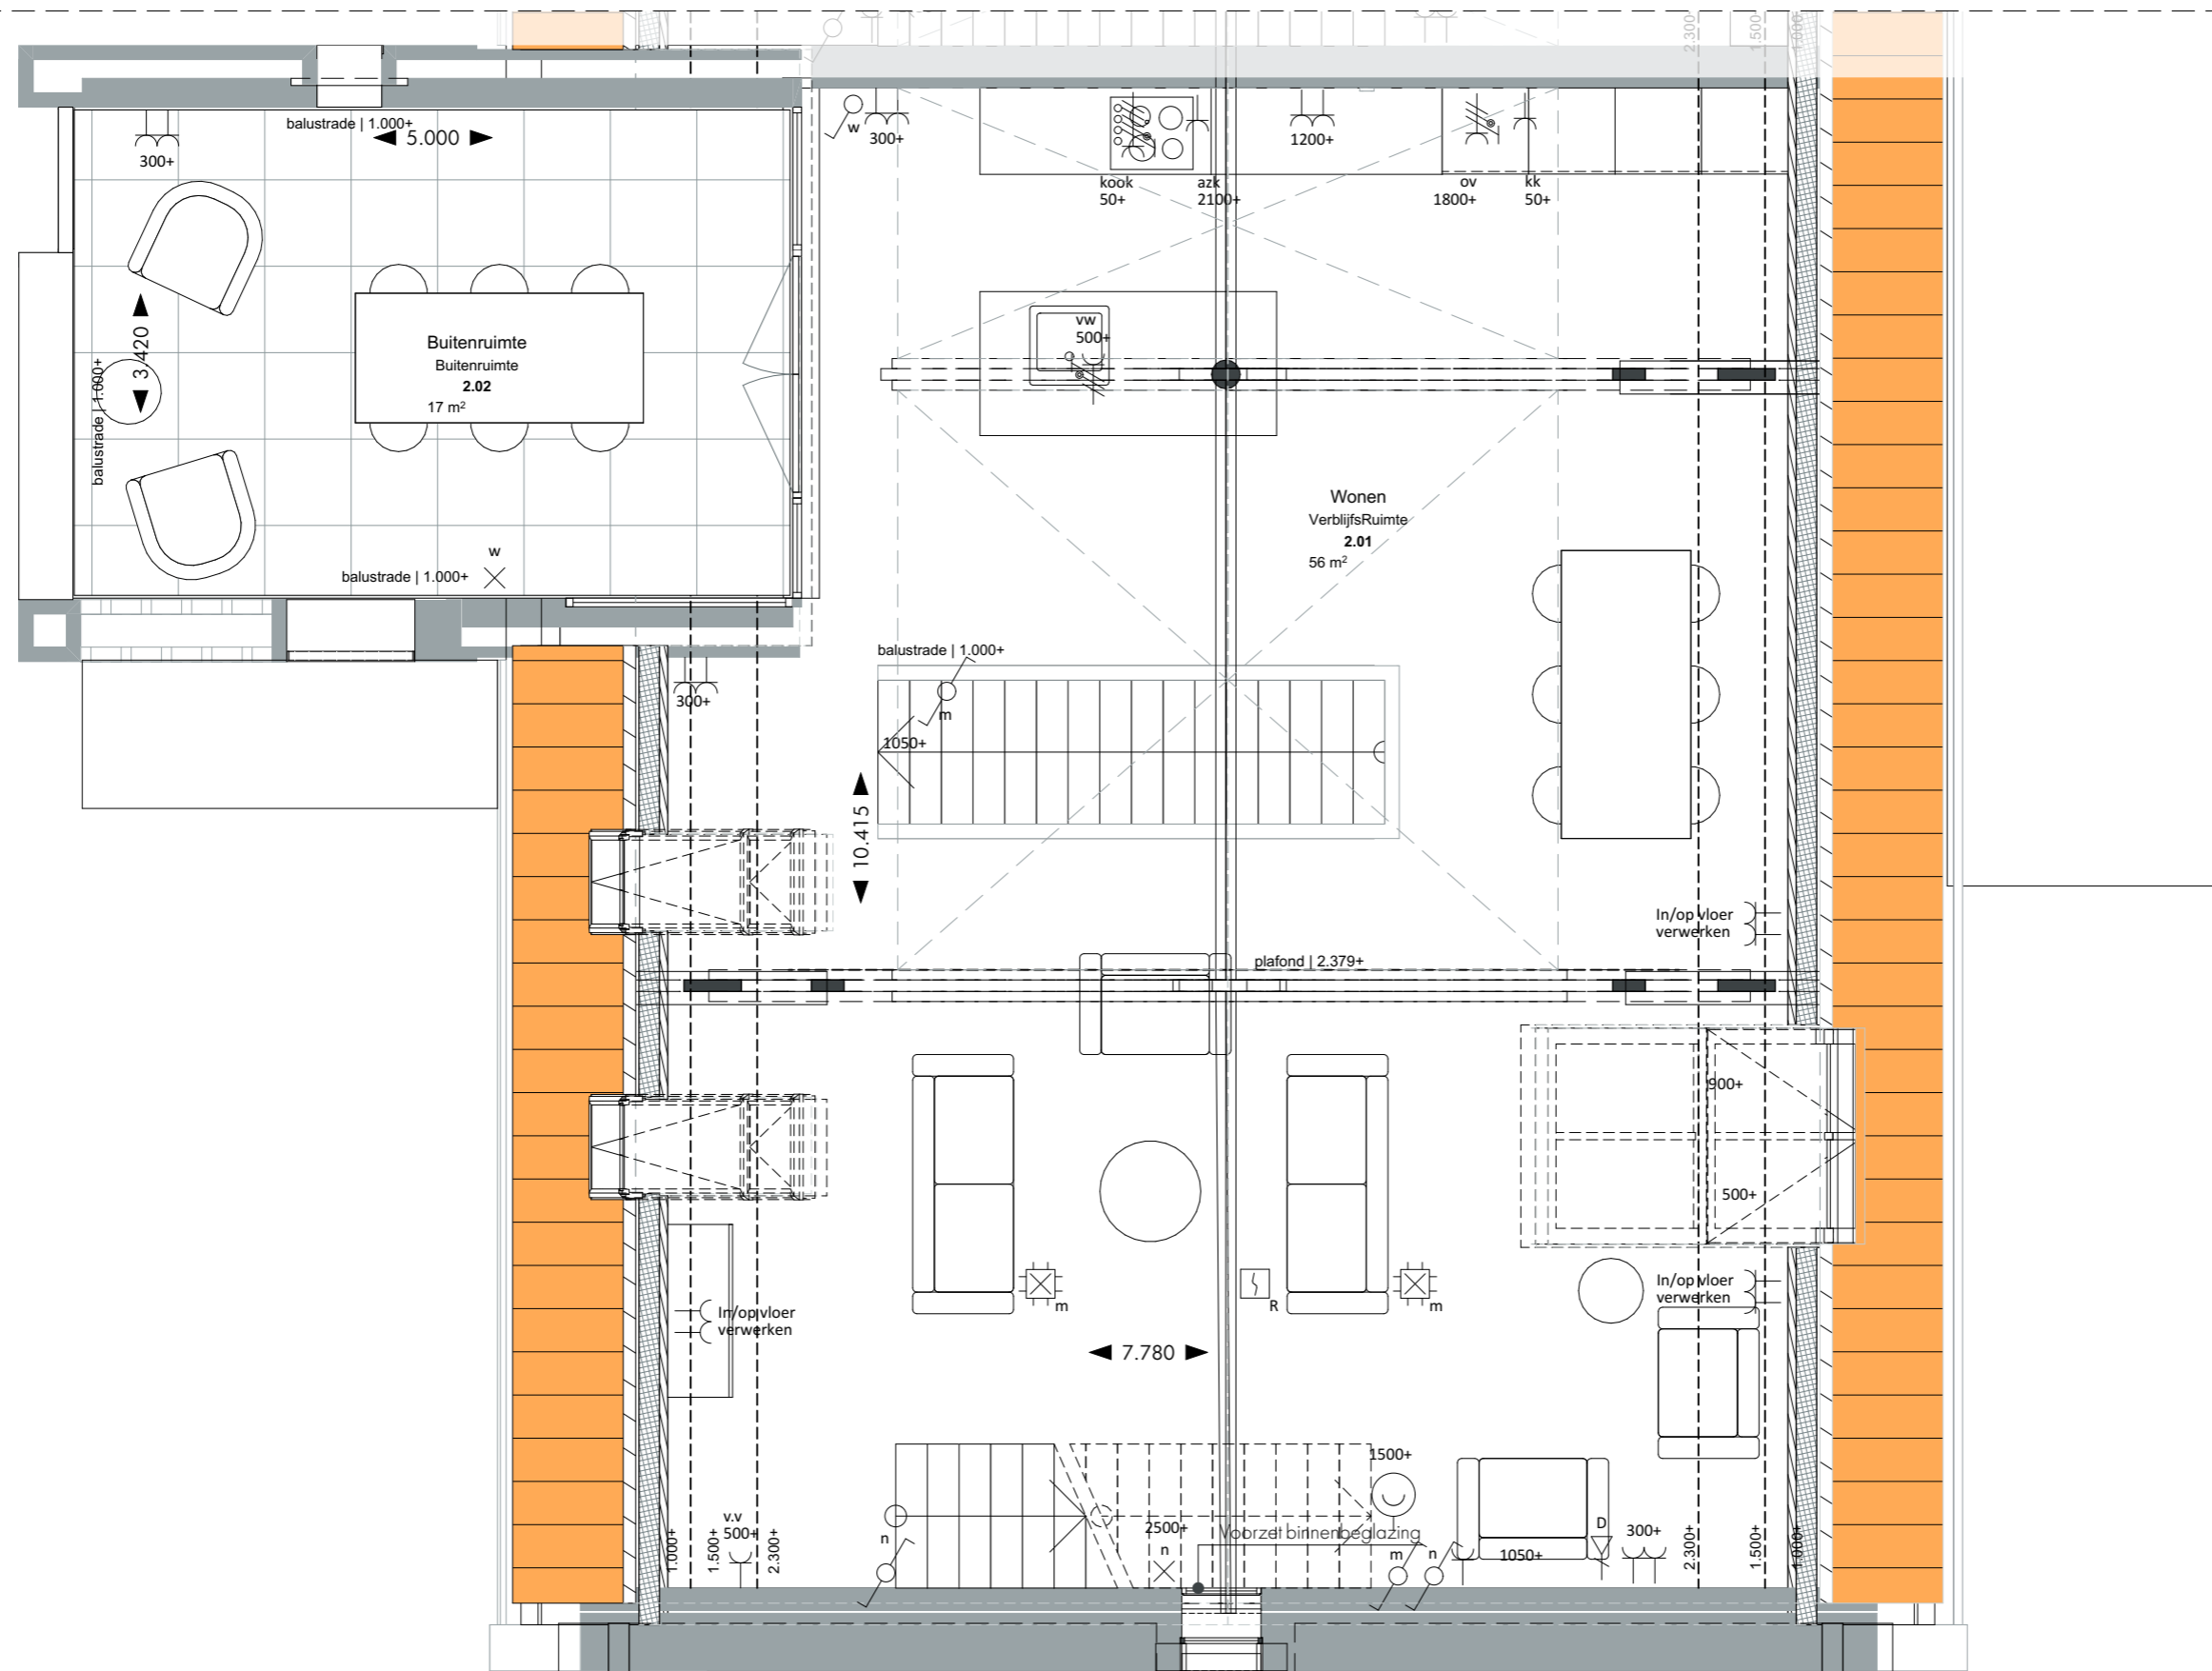 2.300
1.500
1.000
balustrade | 1.000+
5.000
300+
w
300+
1200+
kook
50+
azk
2100+
ov
1800+
kk
50+
3.420
balustrade | 1.000+
Buitenruimte
Buitenruimte
2.02
17 m²
vw
500+
Wonen
VerblijfsRuimte
2.01
56 m²
w
balustrade | 1.000+
balustrade | 1.000+
300+
m
1050+
10.415
In/op vloer
verwerken
plafond | 2.379+
900+
500+
In/op vloer
verwerken
m
R
m
In/op vloer
verwerken
7.780
1500+
v.v
500+
1.000+
1.500+
2.300+
n
2500+
n
Voorzet binnenbeglazing
m
n
1050+
D
300+
2.300+
1.500+
1.000+